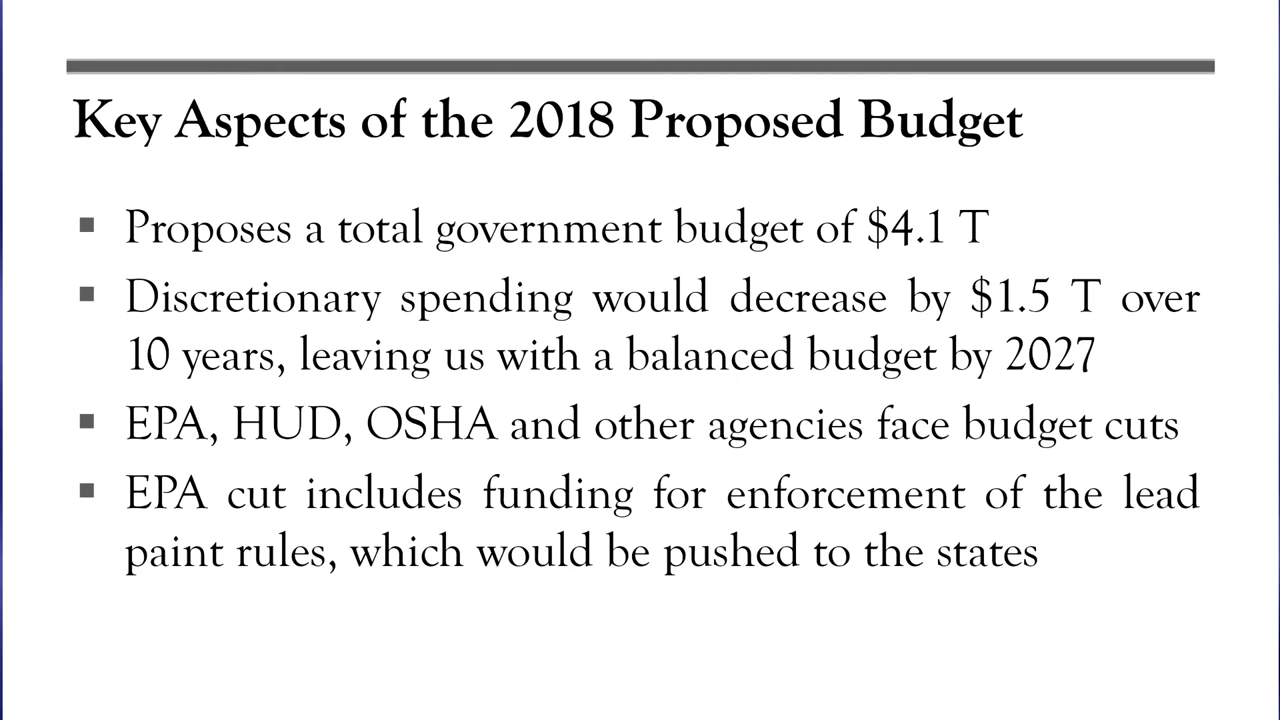 Key Aspects of the 2018 Proposed Budget
▪ Proposes a total government budget of $4.1 T
▪ Discretionary spending would decrease by $1.5 T over
10 years, leaving us with a balanced budget by 2027
▪ EPA, HUD, OSHA and other agencies face budget cuts
▪ EPA cut includes funding for enforcement of the lead
paint rules, which would be pushed to the states